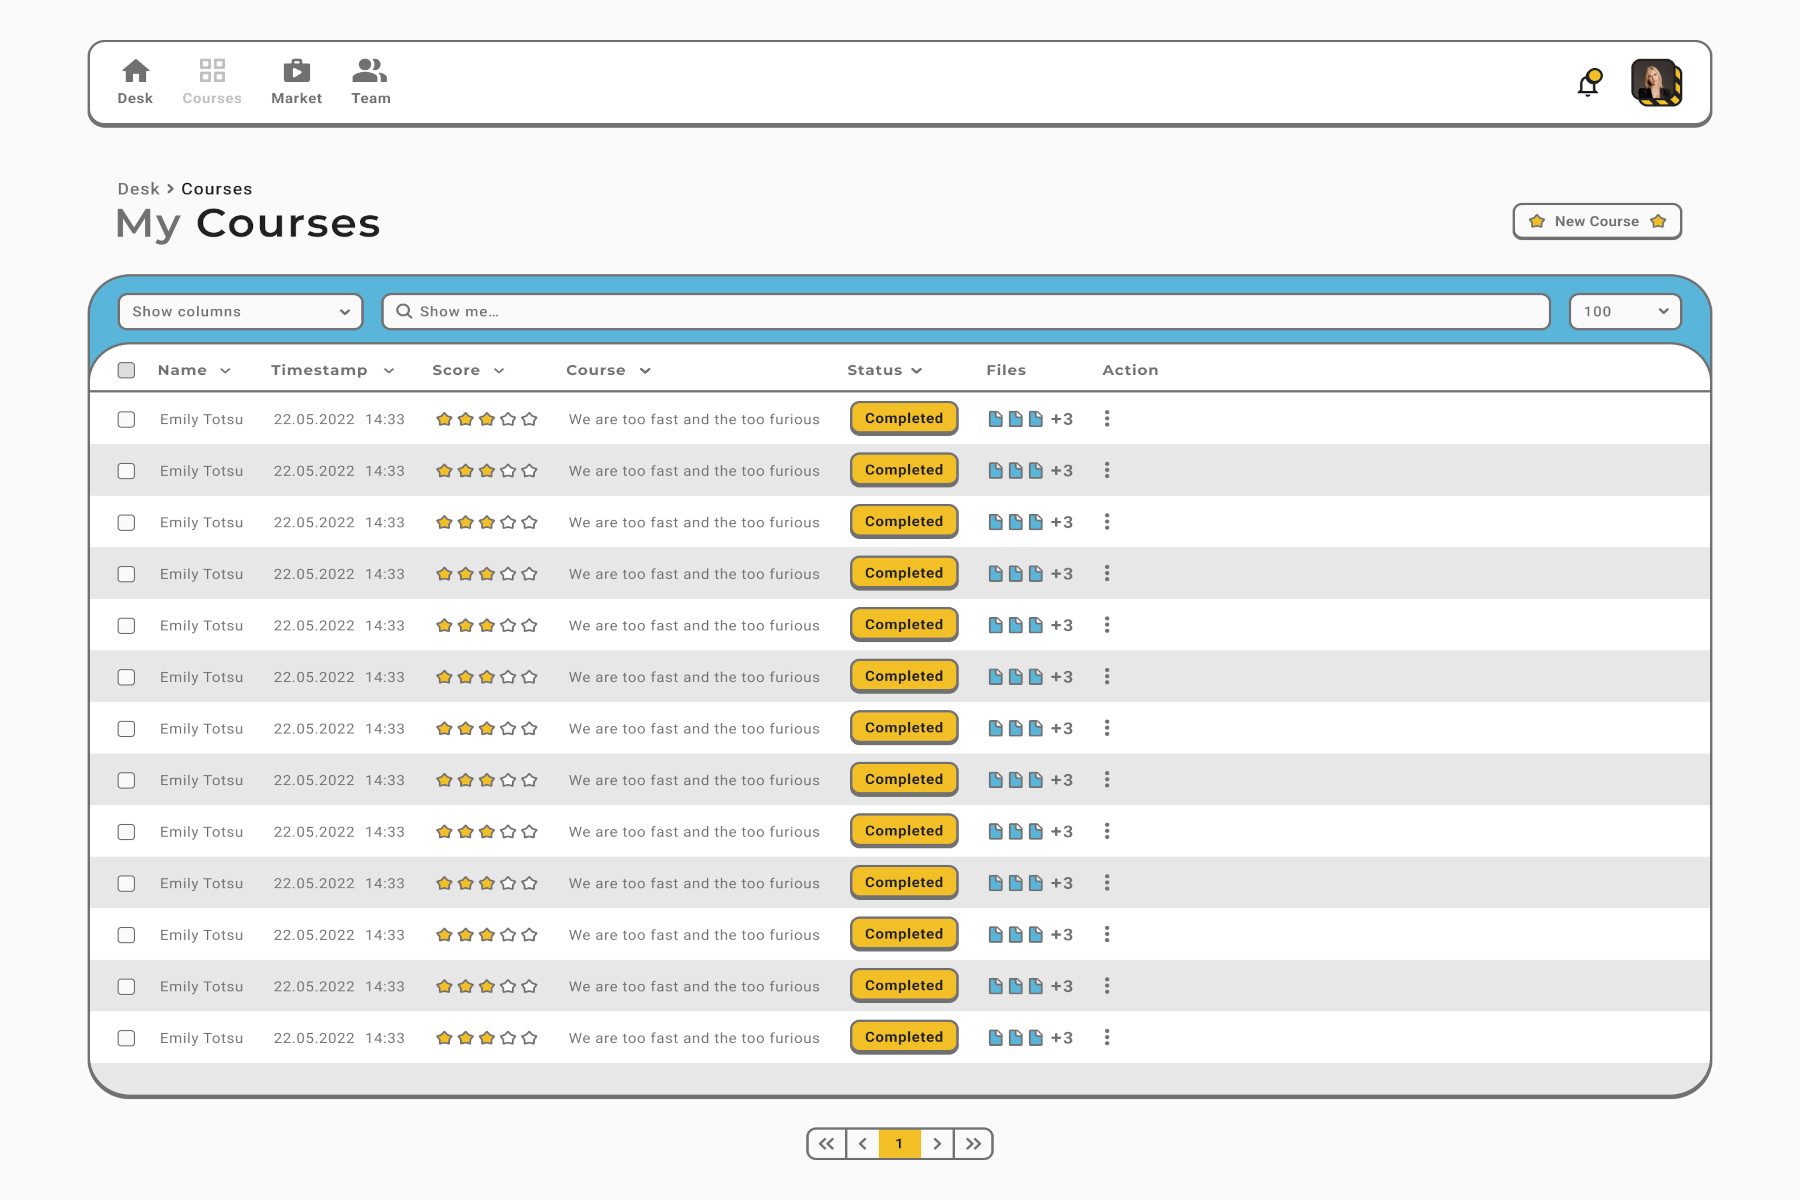 Desk Courses Market Team
Desk > Courses
My Courses
New Course
Show columns Show me... 100
Name Timestamp Score Course Status Files Action
Emily Totsu 22.05.2022 14:33 We are too fast and the too furious Completed +3
Emily Totsu 22.05.2022 14:33 We are too fast and the too furious Completed +3
Emily Totsu 22.05.2022 14:33 We are too fast and the too furious Completed +3
Emily Totsu 22.05.2022 14:33 We are too fast and the too furious Completed +3
Emily Totsu 22.05.2022 14:33 We are too fast and the too furious Completed +3
Emily Totsu 22.05.2022 14:33 We are too fast and the too furious Completed +3
Emily Totsu 22.05.2022 14:33 We are too fast and the too furious Completed +3
Emily Totsu 22.05.2022 14:33 We are too fast and the too furious Completed +3
Emily Totsu 22.05.2022 14:33 We are too fast and the too furious Completed +3
Emily Totsu 22.05.2022 14:33 We are too fast and the too furious Completed +3
Emily Totsu 22.05.2022 14:33 We are too fast and the too furious Completed +3
Emily Totsu 22.05.2022 14:33 We are too fast and the too furious Completed +3
Emily Totsu 22.05.2022 14:33 We are too fast and the too furious Completed +3
1